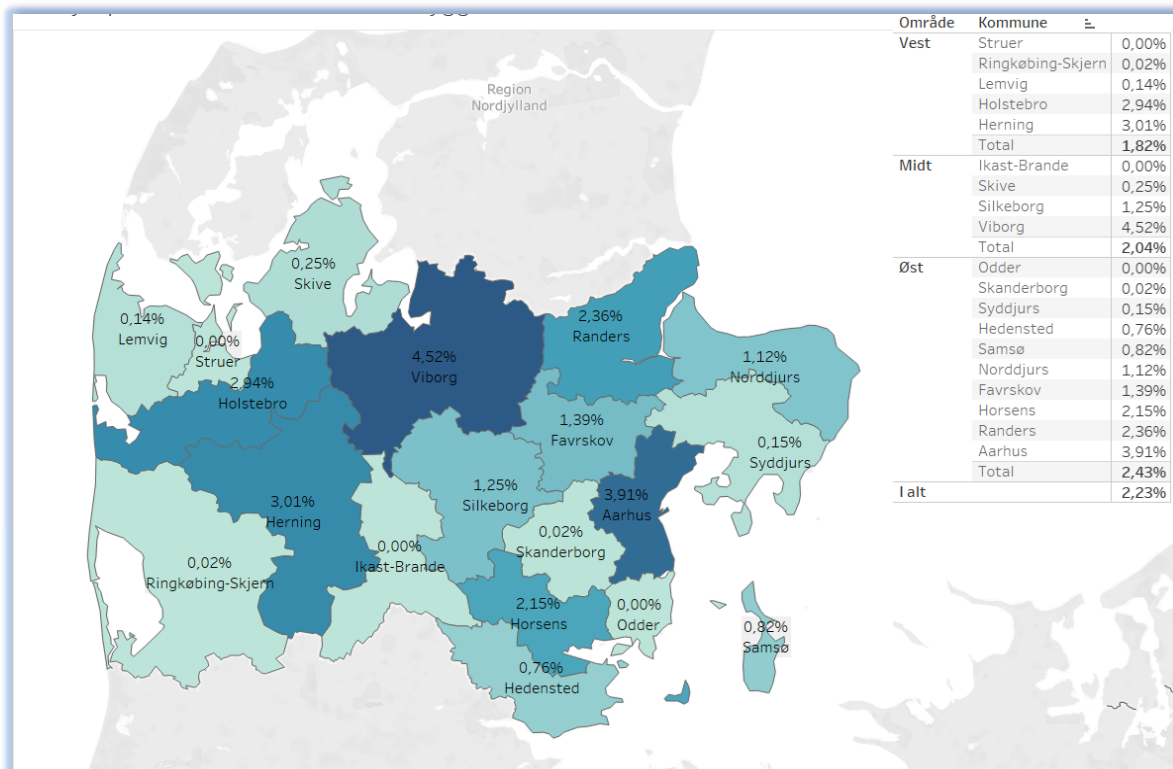 Område Kommune
Vest Struer 0,00%
Ringkøbing-Skjern 0,02%
Lemvig 0,14%
Holstebro 2,94%
Herning 3,01%
Total 1,82%
Midt Ikast-Brande 0,00%
Skive 0,25%
Silkeborg 1,25%
Viborg 4,52%
Total 2,04%
Øst Odder 0,00%
Skanderborg 0,02%
Syddjurs 0,15%
Hedensted 0,76%
Samsø 0,82%
Norddjurs 1,12%
Favrskov 1,39%
Horsens 2,15%
Randers 2,36%
Aarhus 3,91%
Total 2,43%
I alt 2,23%
Region
Nordjylland
0,25%
Skive
0,14%
Lemvig
0,00%
Struer
2,94%
Holstebro
4,52%
Viborg
2,36%
Randers
1,12%
Norddjurs
1,39%
Favrskov
0,15%
Syddjurs
1,25%
Silkeborg
3,91%
Aarhus
3,01%
Herning
0,02%
Skanderborg
0,00%
Ikast-Brande
0,02%
Ringkøbing-Skjern
2,15%
Horsens
0,00%
Odder
0,82%
Samsø
0,76%
Hedensted